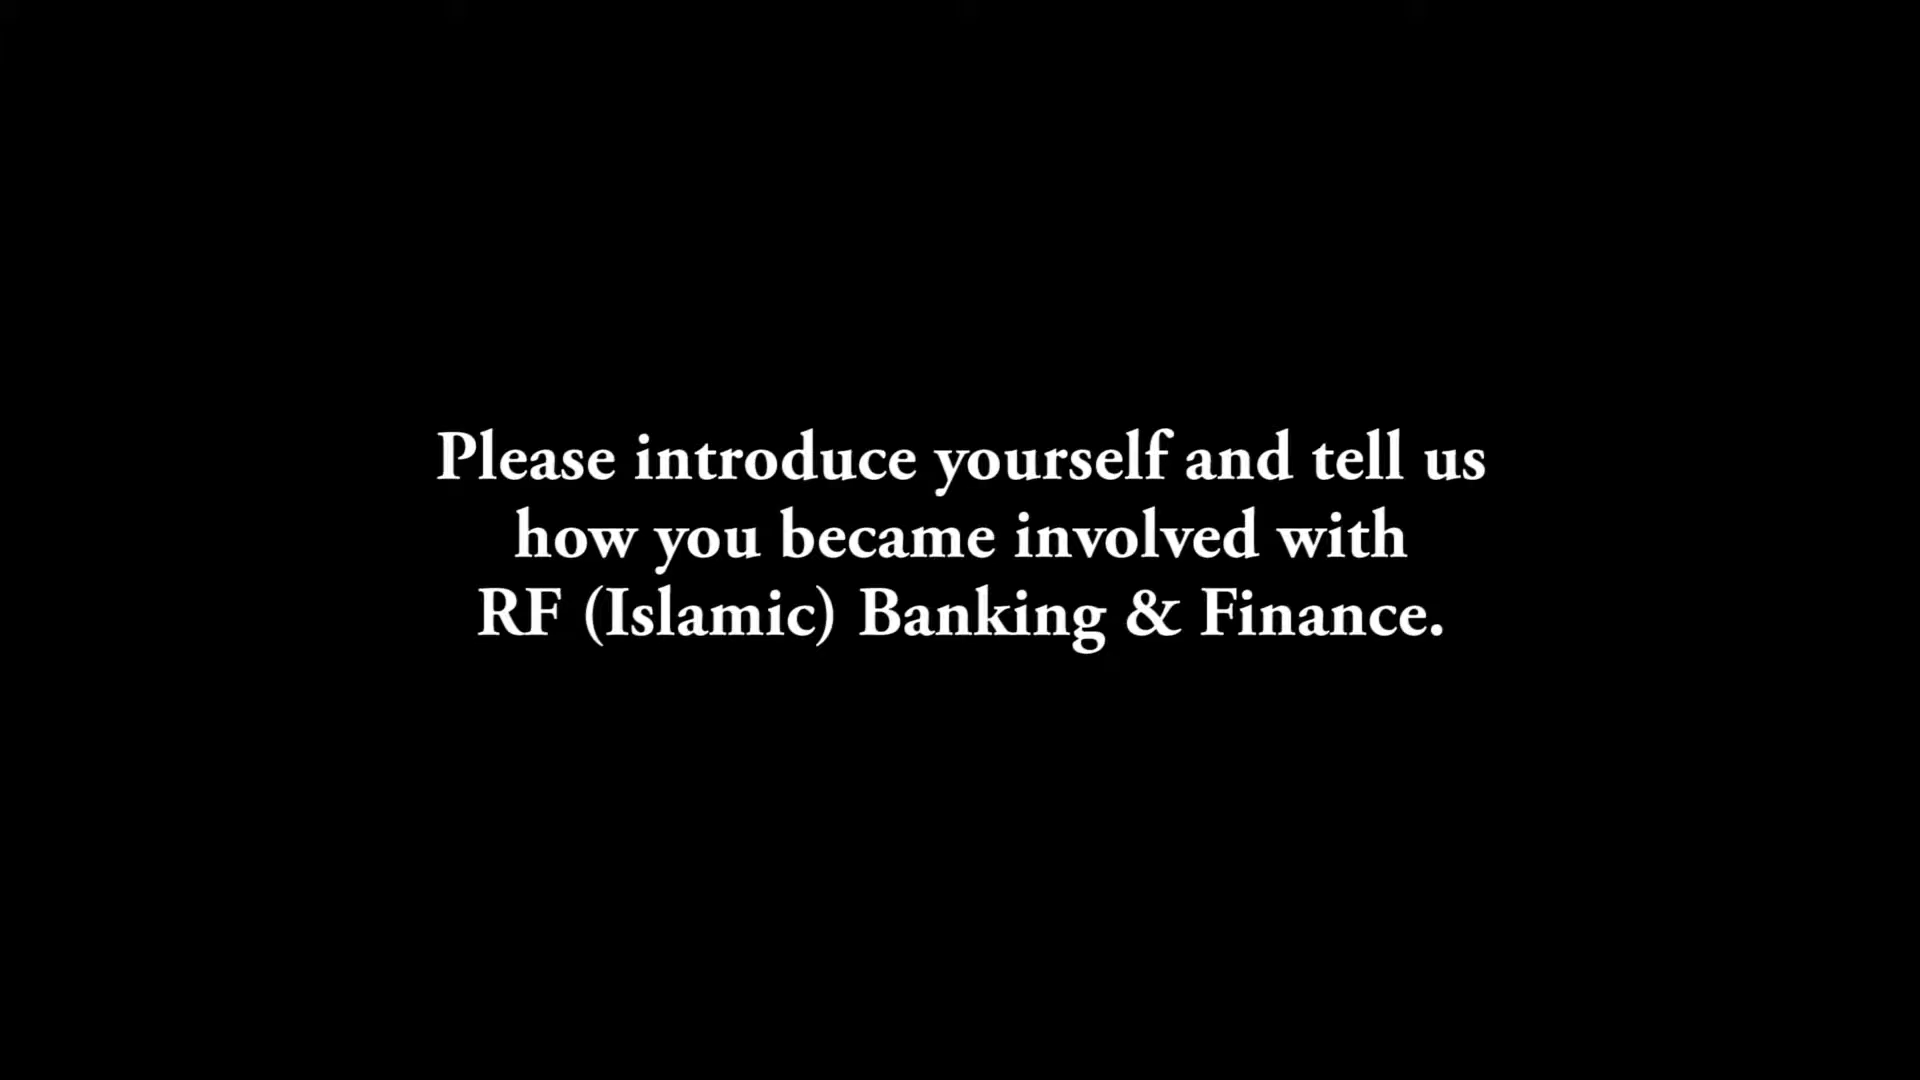 Please introduce yourself and tell us
how you became involved with
RF (Islamic) Banking & Finance.